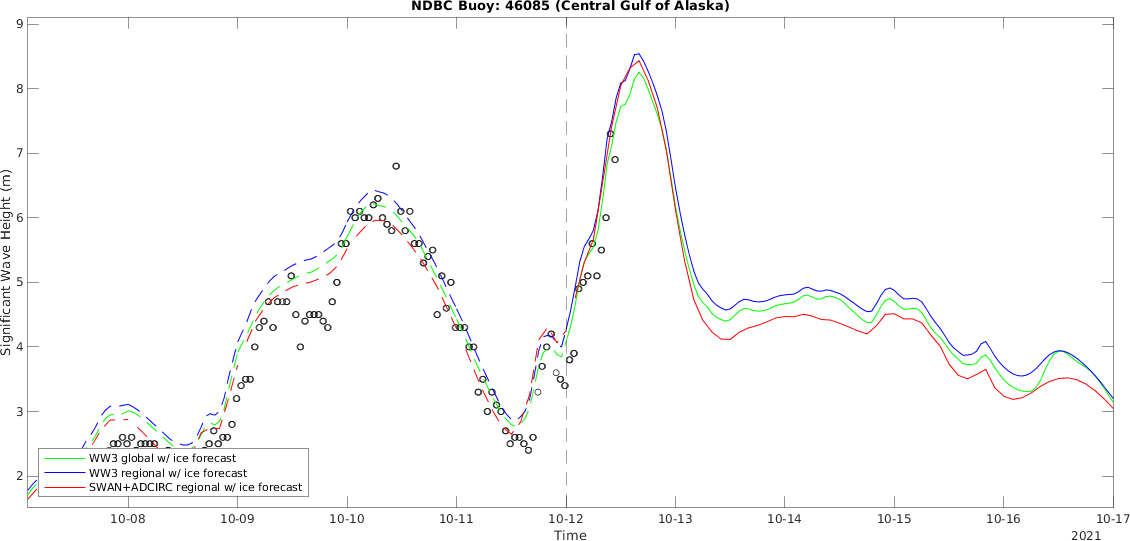 NDBC Buoy: 46085 (Central Gulf of Alaska)
Significant Wave Height (m)
9
8
7
6
5
4
3
2
WW3 global w/ ice forecast
WW3 regional w/ ice forecast
SWAN+ADCIRC regional w/ ice forecast
10-08 10-09 10-10 10-11 10-12 10-13 10-14 10-15 10-16 10-17
Time
2021